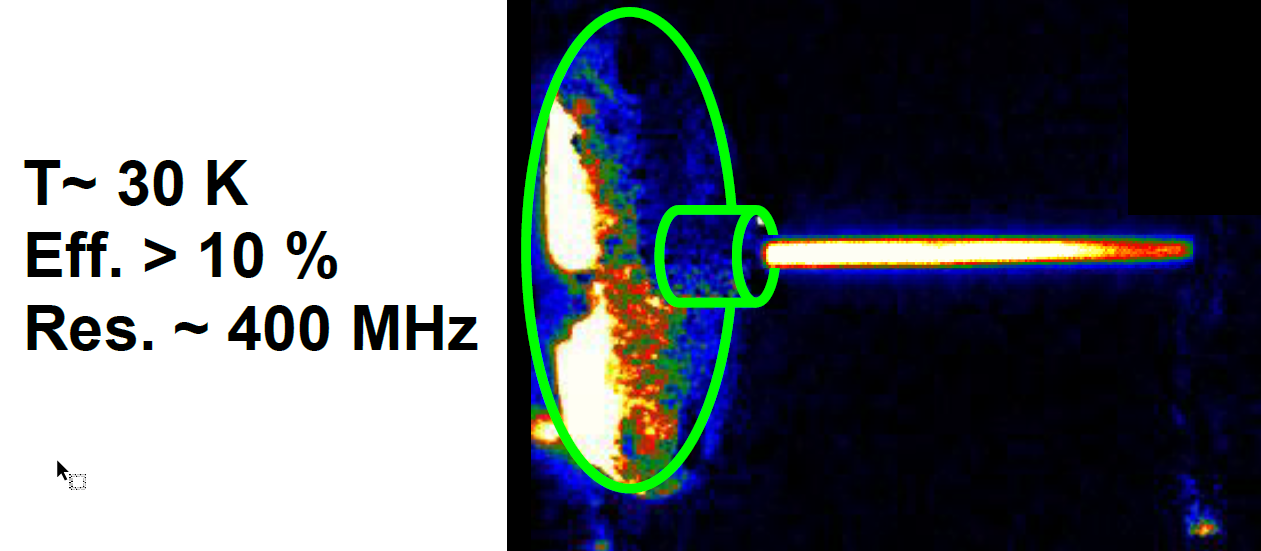 T~ 30 K
Eff. > 10 %
Res. ~ 400 MHz